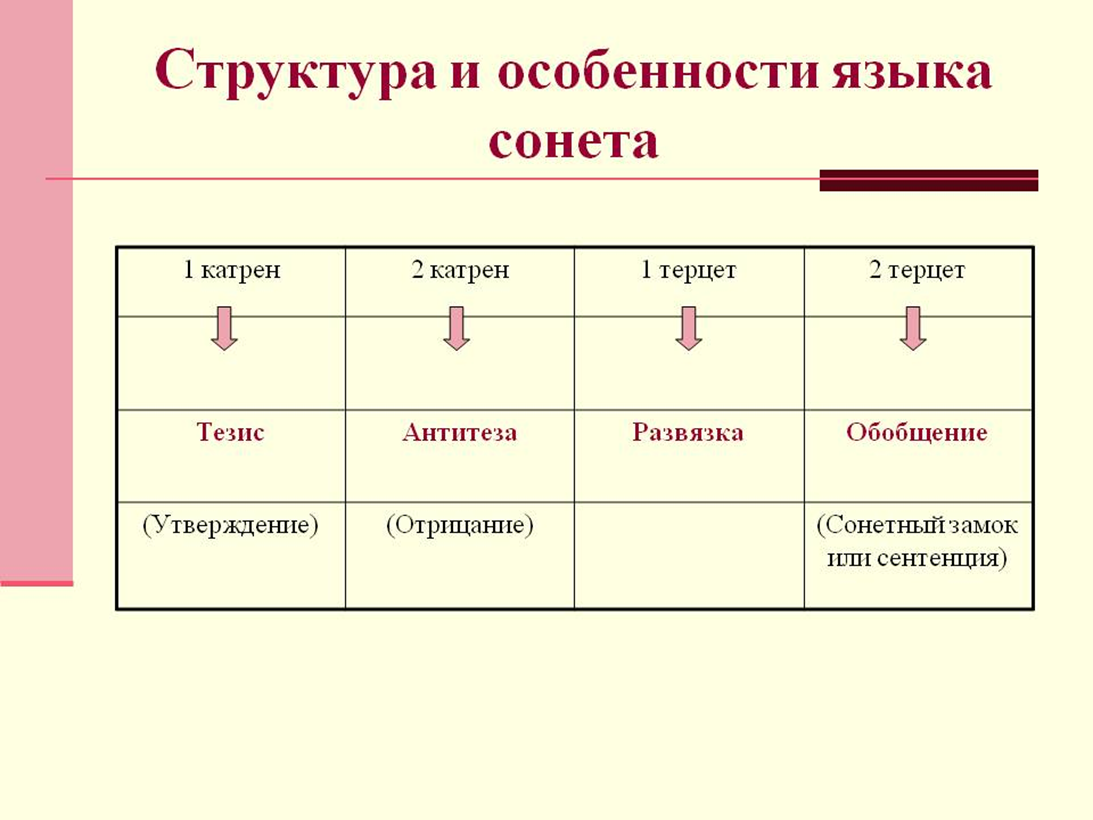 Структура и особенности языка
сонета
1 катрен
2 катрен
1 терцет
2 терцет
Тезис
Антитеза
Развязка
Обобщение
(Утверждение)
(Отрицание)
(Сонетный замок
или сентенция)